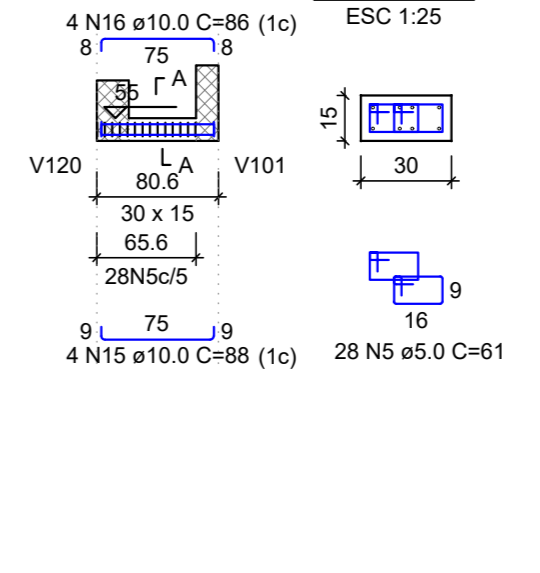 4 N16 ø10.0 C=86 (1c)
ESC 1:25
8 75 8
55
A
A
V120
V101
80.6
30 x 15
65.6
28N5c/5
9 75 9
4 N15 ø10.0 C=88 (1c)
15
30
9
16
28 N5 ø5.0 C=61